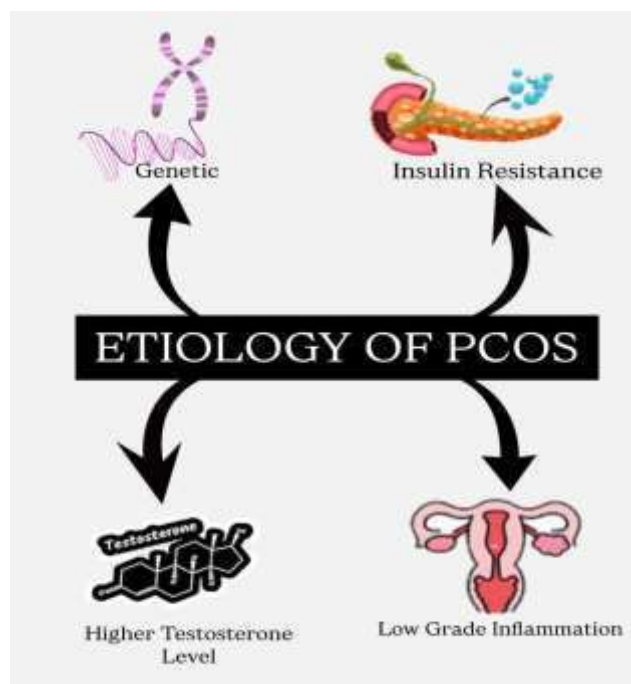 Genetic
Insulin Resistance
ETIOLOGY OF PCOS
Testosterone
Higher Testosterone
Level
Low Grade Inflammation